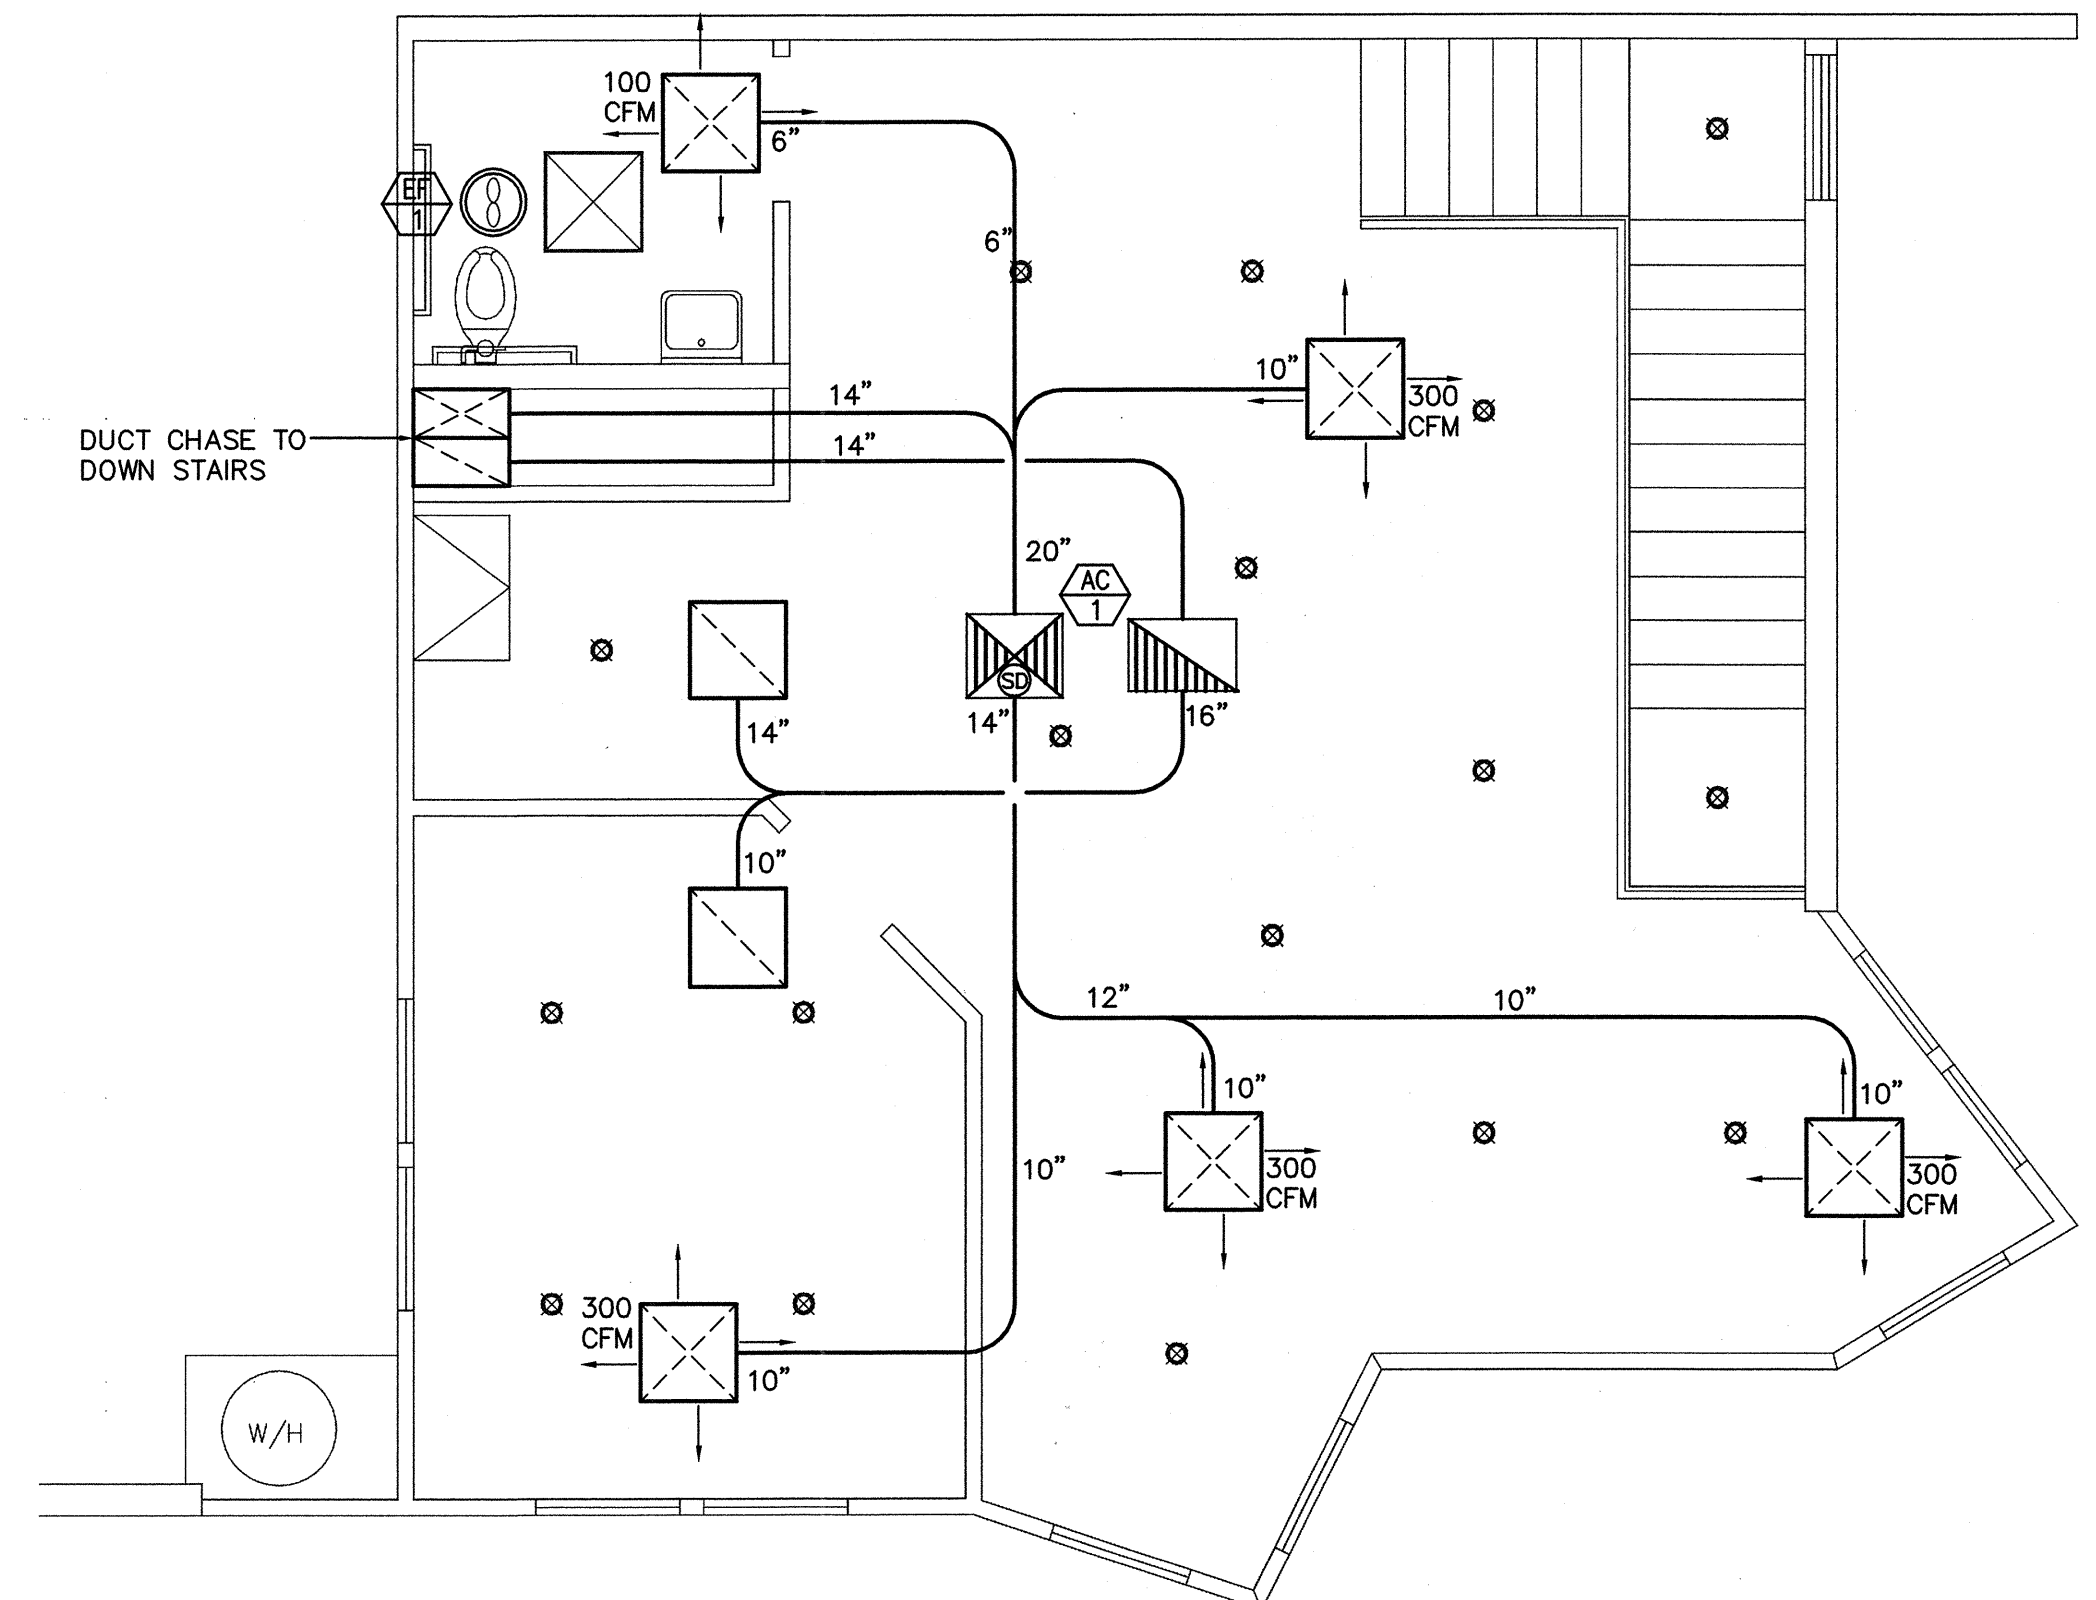 100
CFM
6”
EF
1
6”
10”
300
CFM
14”
14”
DUCT CHASE TO
DOWN STAIRS
20”
AC
1
SD
14”
16”
14”
10”
12”
10”
10”
10”
300
CFM
300
CFM
10”
300
CFM
10”
W/H